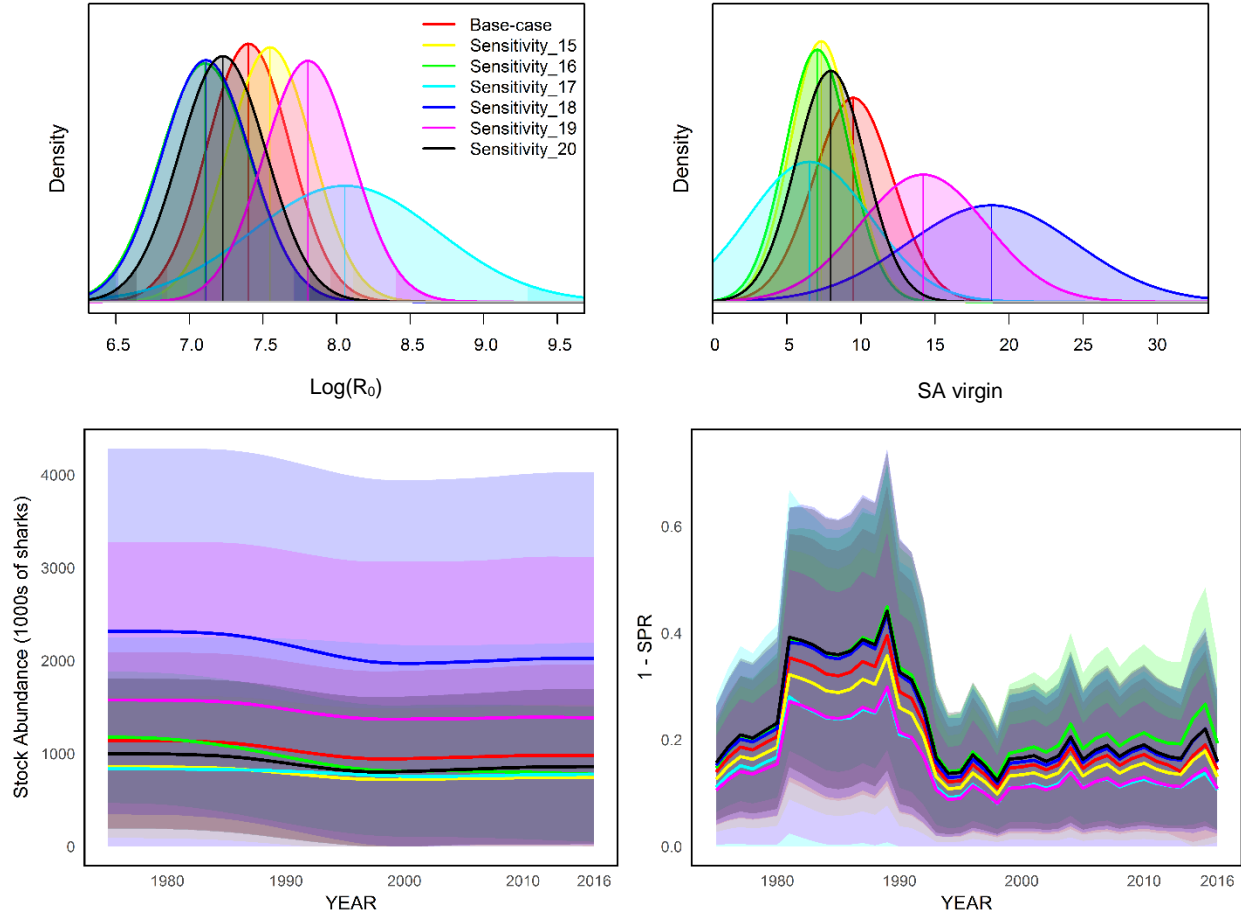 Density
Base-case
Sensitivity_15
Sensitivity_16
Sensitivity_17
Sensitivity_18
Sensitivity_19
Sensitivity_20
6.5 7.0 7.5 8.0 8.5 9.0 9.5
Log(R₀)
Density
0 5 10 15 20 25 30
SA virgin
Stock Abundance (1000s of sharks)
4000
3000
2000
1000
0
1980 1990 2000 2010 2016
YEAR
1 - SPR
0.6
0.4
0.2
0.0
1980 1990 2000 2010 2016
YEAR